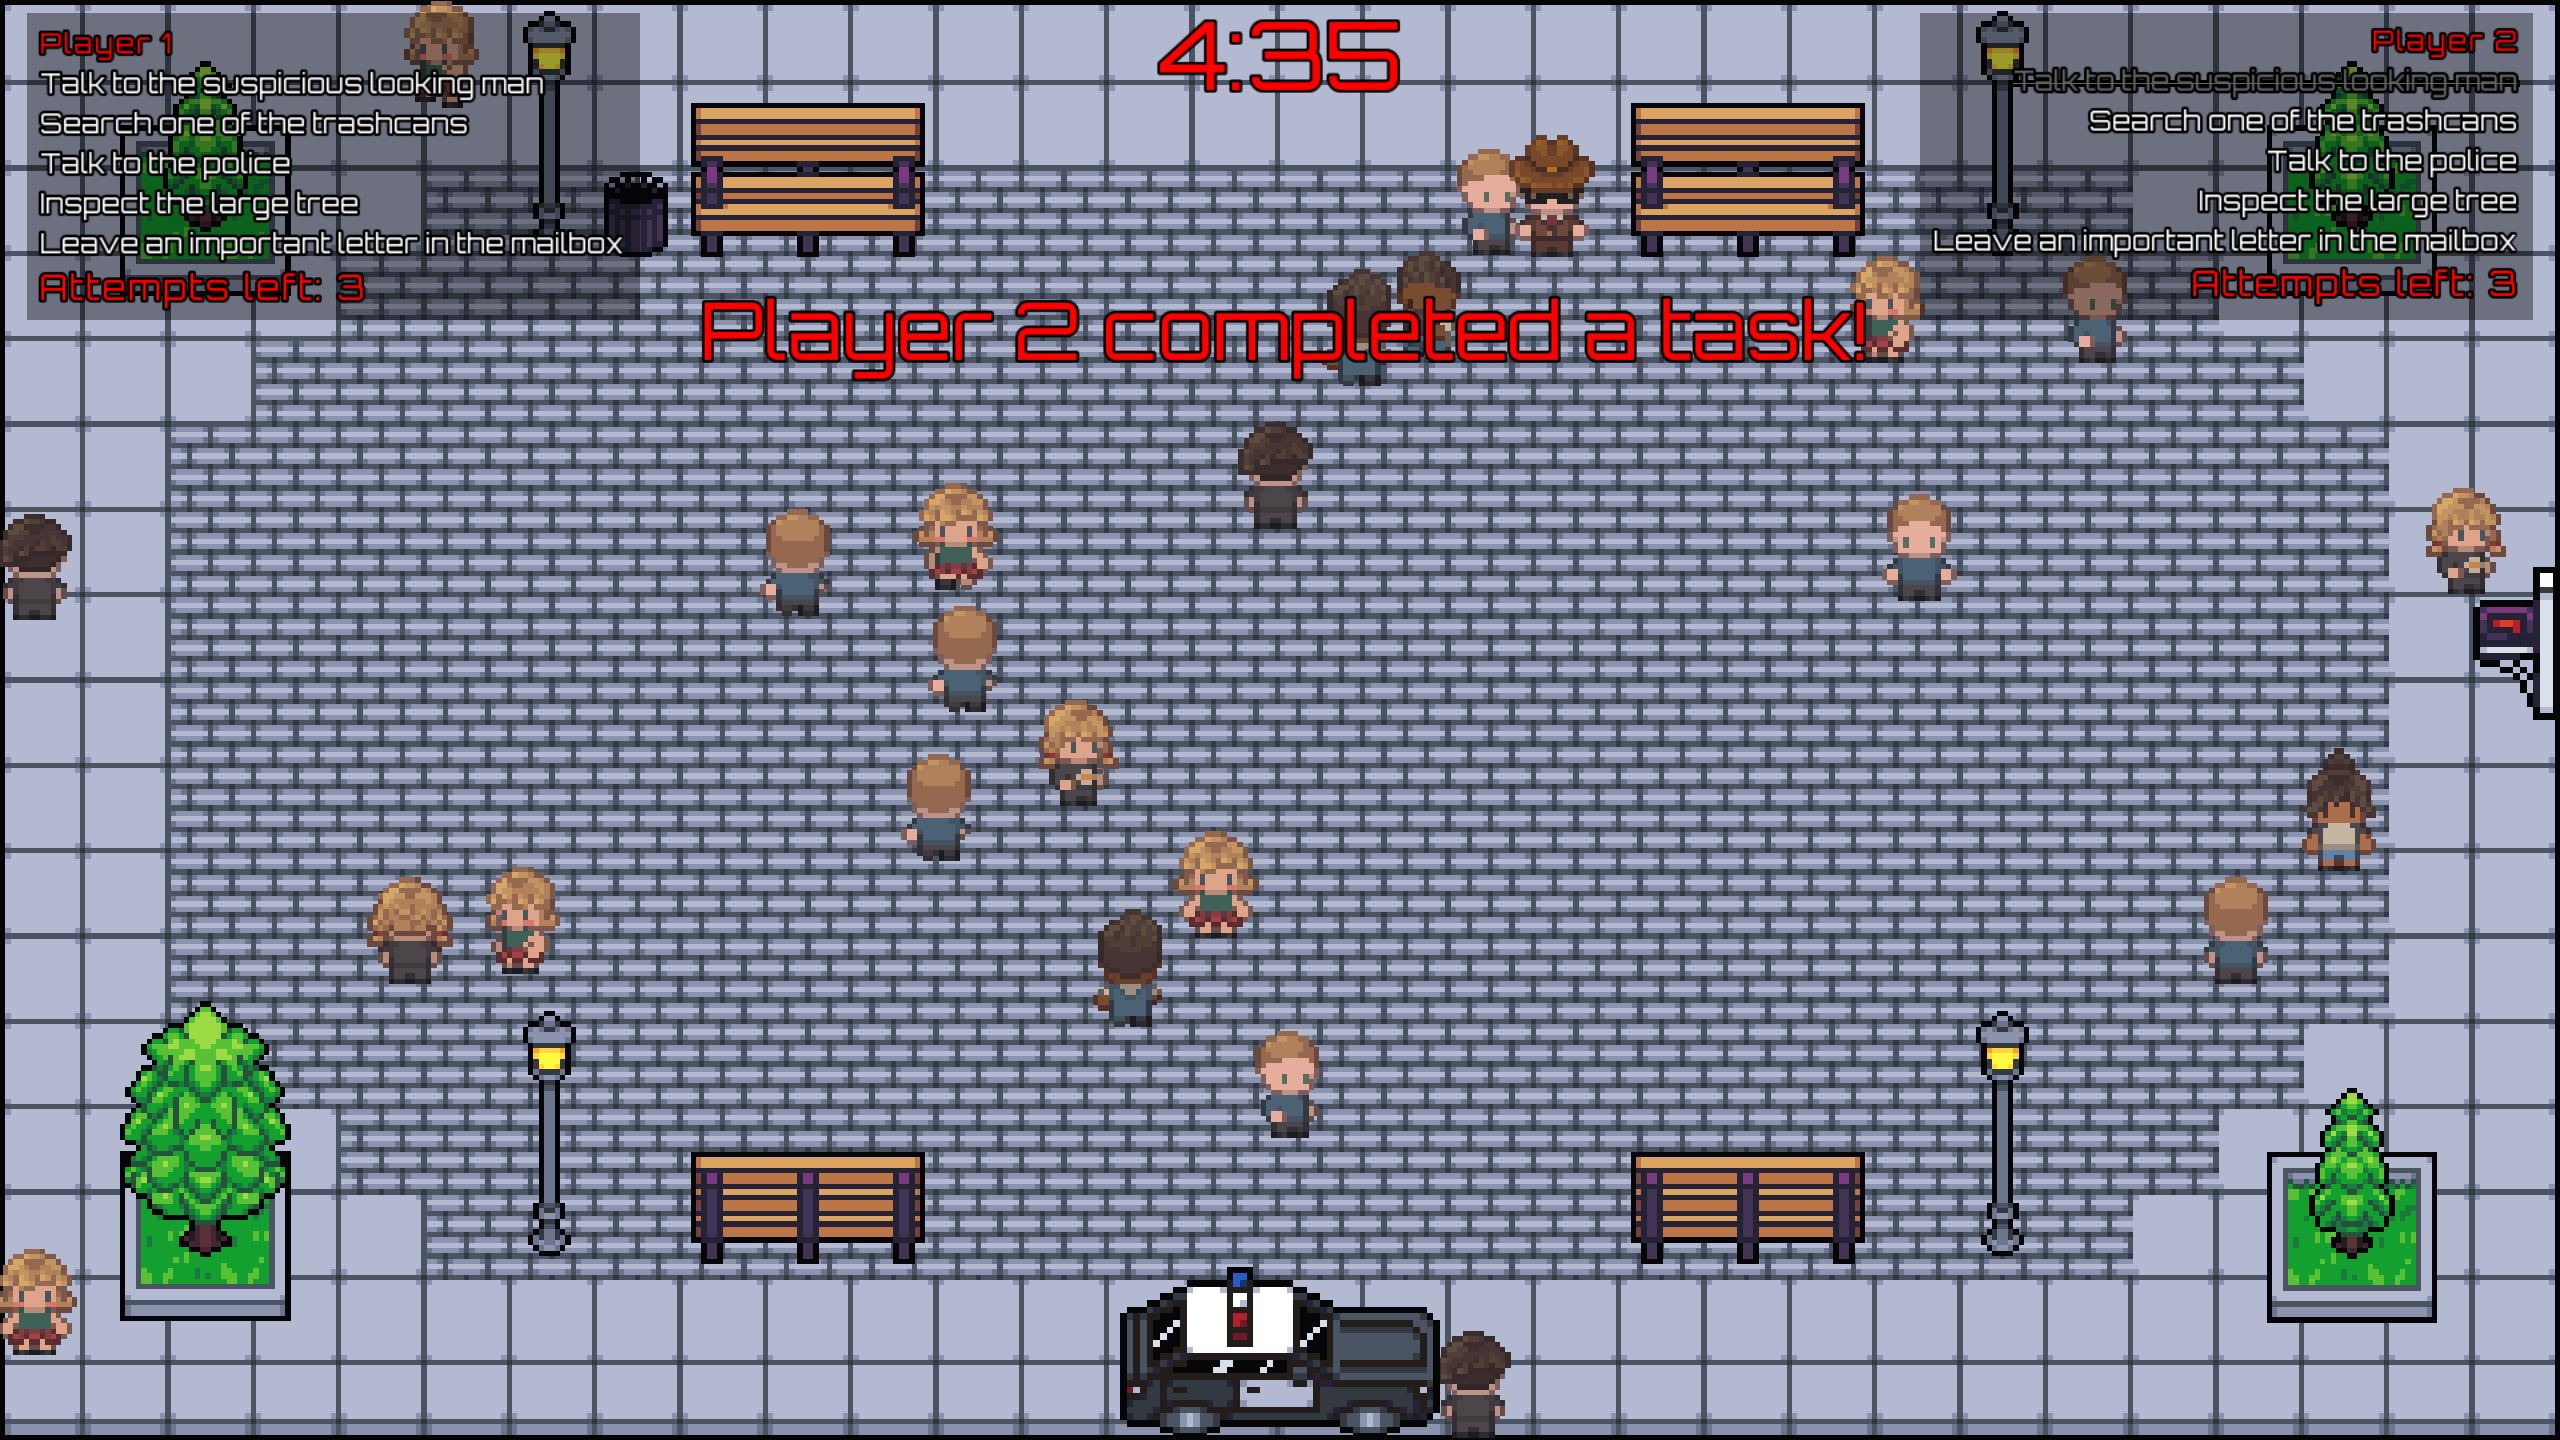 Player 1
Talk to the suspicious looking man
Search one of the trashcans
Talk to the police
Inspect the large tree
Leave an important letter in the mailbox
Attempts left: 3
4:35
Player 2
Talk to the suspicious looking man
Search one of the trashcans
Talk to the police
Inspect the large tree
Leave an important letter in the mailbox
Attempts left: 3
Player 2 completed a task!